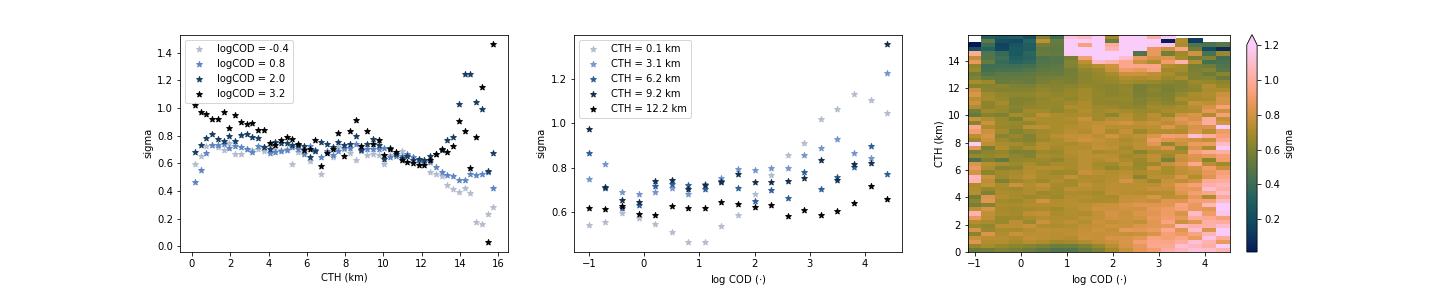 logCOD = -0.4
logCOD = 0.8
logCOD = 2.0
logCOD = 3.2
sigma
1.4
1.2
1.0
0.8
0.6
0.4
0.2
0.0
0 2 4 6 8 10 12 14 16
CTH (km)
CTH = 0.1 km
CTH = 3.1 km
CTH = 6.2 km
CTH = 9.2 km
CTH = 12.2 km
sigma
1.2
1.0
0.8
0.6
−1 0 1 2 3 4
log COD (·)
CTH (km)
14
12
10
8
6
4
2
0
−1 0 1 2 3 4
log COD (·)
1.2
1.0
0.8
0.6
0.4
0.2
sigma